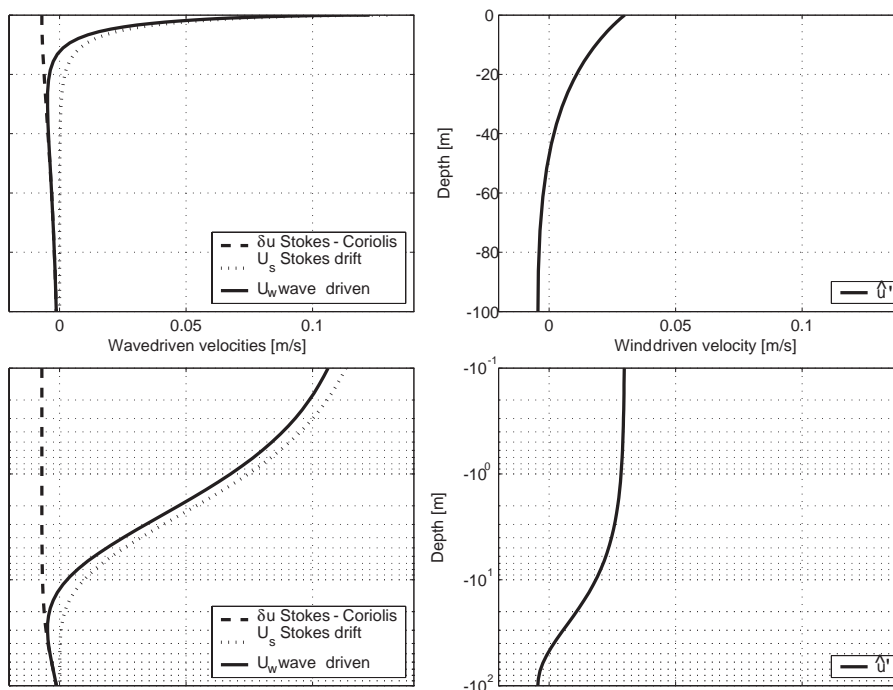 0
-20
-40
-60
-80
-100
Depth [m]
δu Stokes - Coriolis
U_s Stokes drift
U_w wave driven
û'
0 0.05 0.1
0 0.05 0.1
Wavedriven velocities [m/s]
Winddriven velocity [m/s]
-10^-1
-10^0
-10^1
-10^2
Depth [m]
δu Stokes - Coriolis
U_s Stokes drift
U_w wave driven
û'